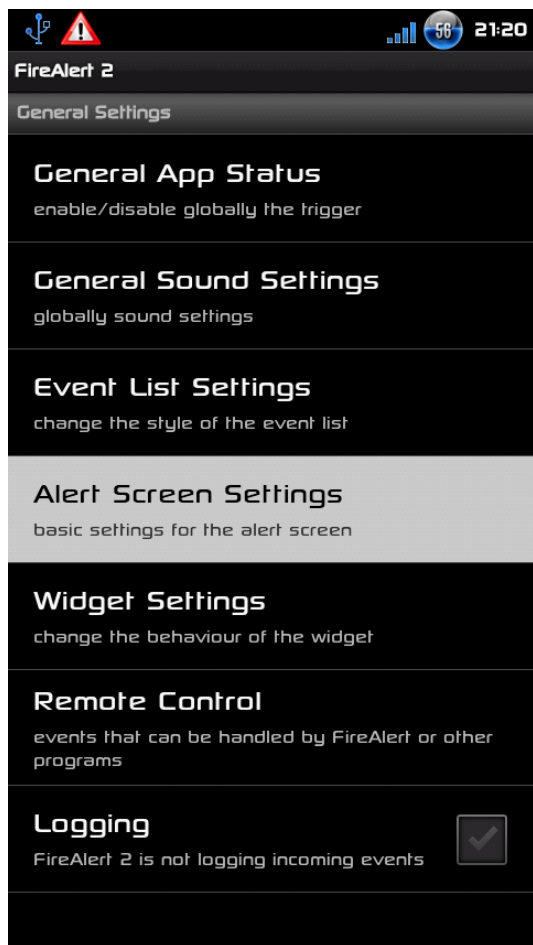 56 21:20
FireAlert 2
General Settings
General App Status
enable/disable globally the trigger
General Sound Settings
globally sound settings
Event List Settings
change the style of the event list
Alert Screen Settings
basic settings for the alert screen
Widget Settings
change the behaviour of the widget
Remote Control
events that can be handled by FireAlert or other
programs
Logging
FireAlert 2 is not logging incoming events